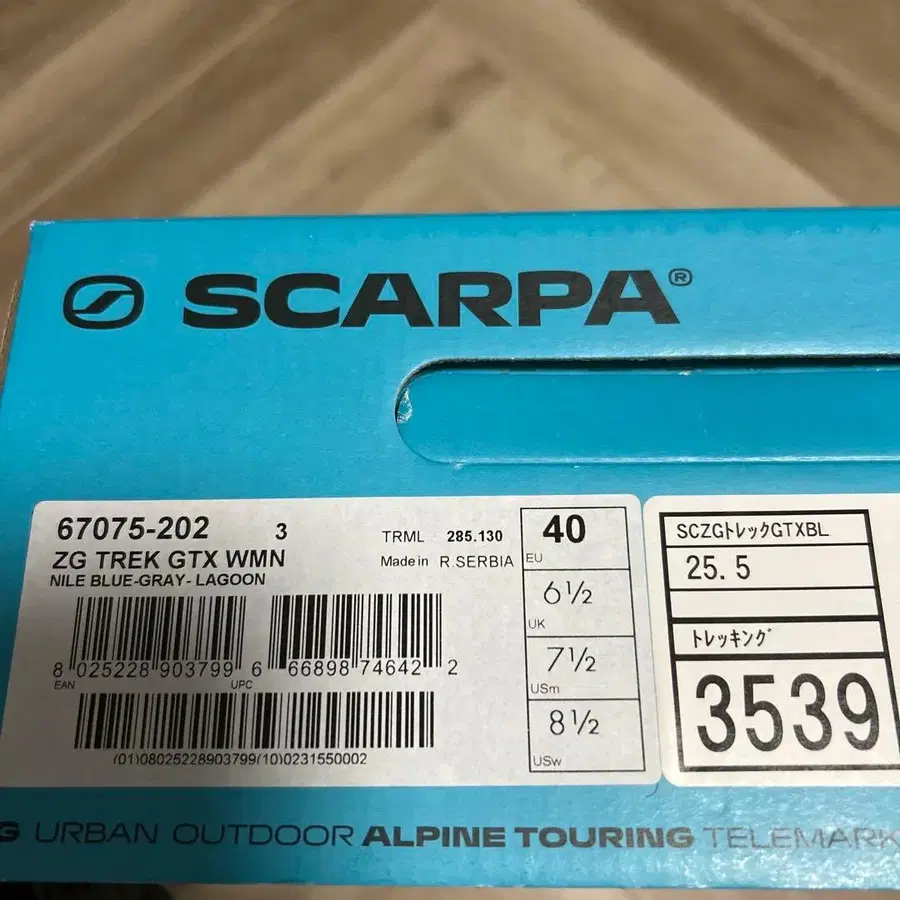 SCARPA®
67075-202 3
TRML 285.130
ZG TREK GTX WMN
Made in R.SERBIA
NILE BLUE-GRAY-LAGOON
8 025228 903799
EAN
6 66898 74642 2
UPC
(01)08025228903799(10)0231550002
40
EU
6½
UK
7½
USm
8½
USw
SCZGトレックGTXBL
25.5
トレッキング
3539
G URBAN OUTDOOR ALPINE TOURING TELEMARK